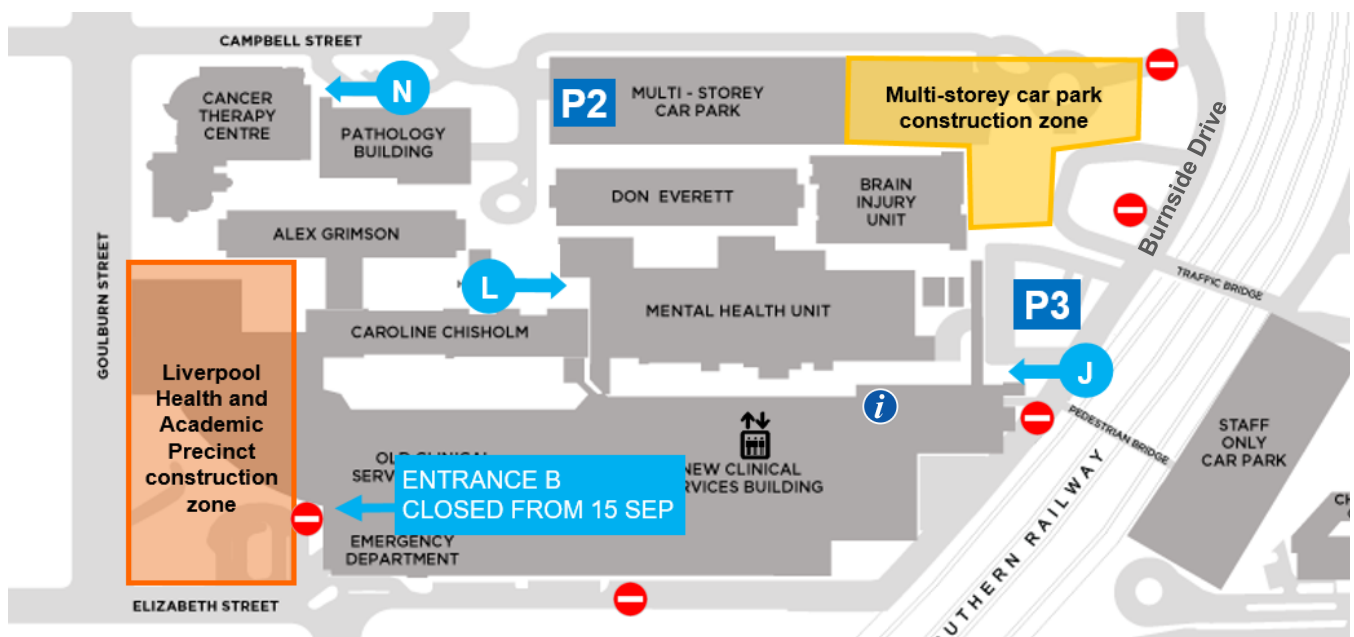 CAMPBELL STREET
N
CANCER
THERAPY
CENTRE
PATHOLOGY
BUILDING
P2
MULTI - STOREY
CAR PARK
Multi-storey car park
construction zone
Burnside Drive
DON EVERETT
BRAIN
INJURY
UNIT
ALEX GRIMSON
GOULBURN STREET
L
MENTAL HEALTH UNIT
P3
TRAFFIC BRIDGE
CAROLINE CHISHOLM
J
Liverpool
Health and
Academic
Precinct
construction
zone
i
PEDESTRIAN BRIDGE
STAFF
ONLY
CAR PARK
OLD CLINICAL
ENTRANCE B
CLOSED FROM 15 SEP
NEW CLINICAL
SERVICES BUILDING
EMERGENCY
DEPARTMENT
ELIZABETH STREET
SOUTHERN RAILWAY